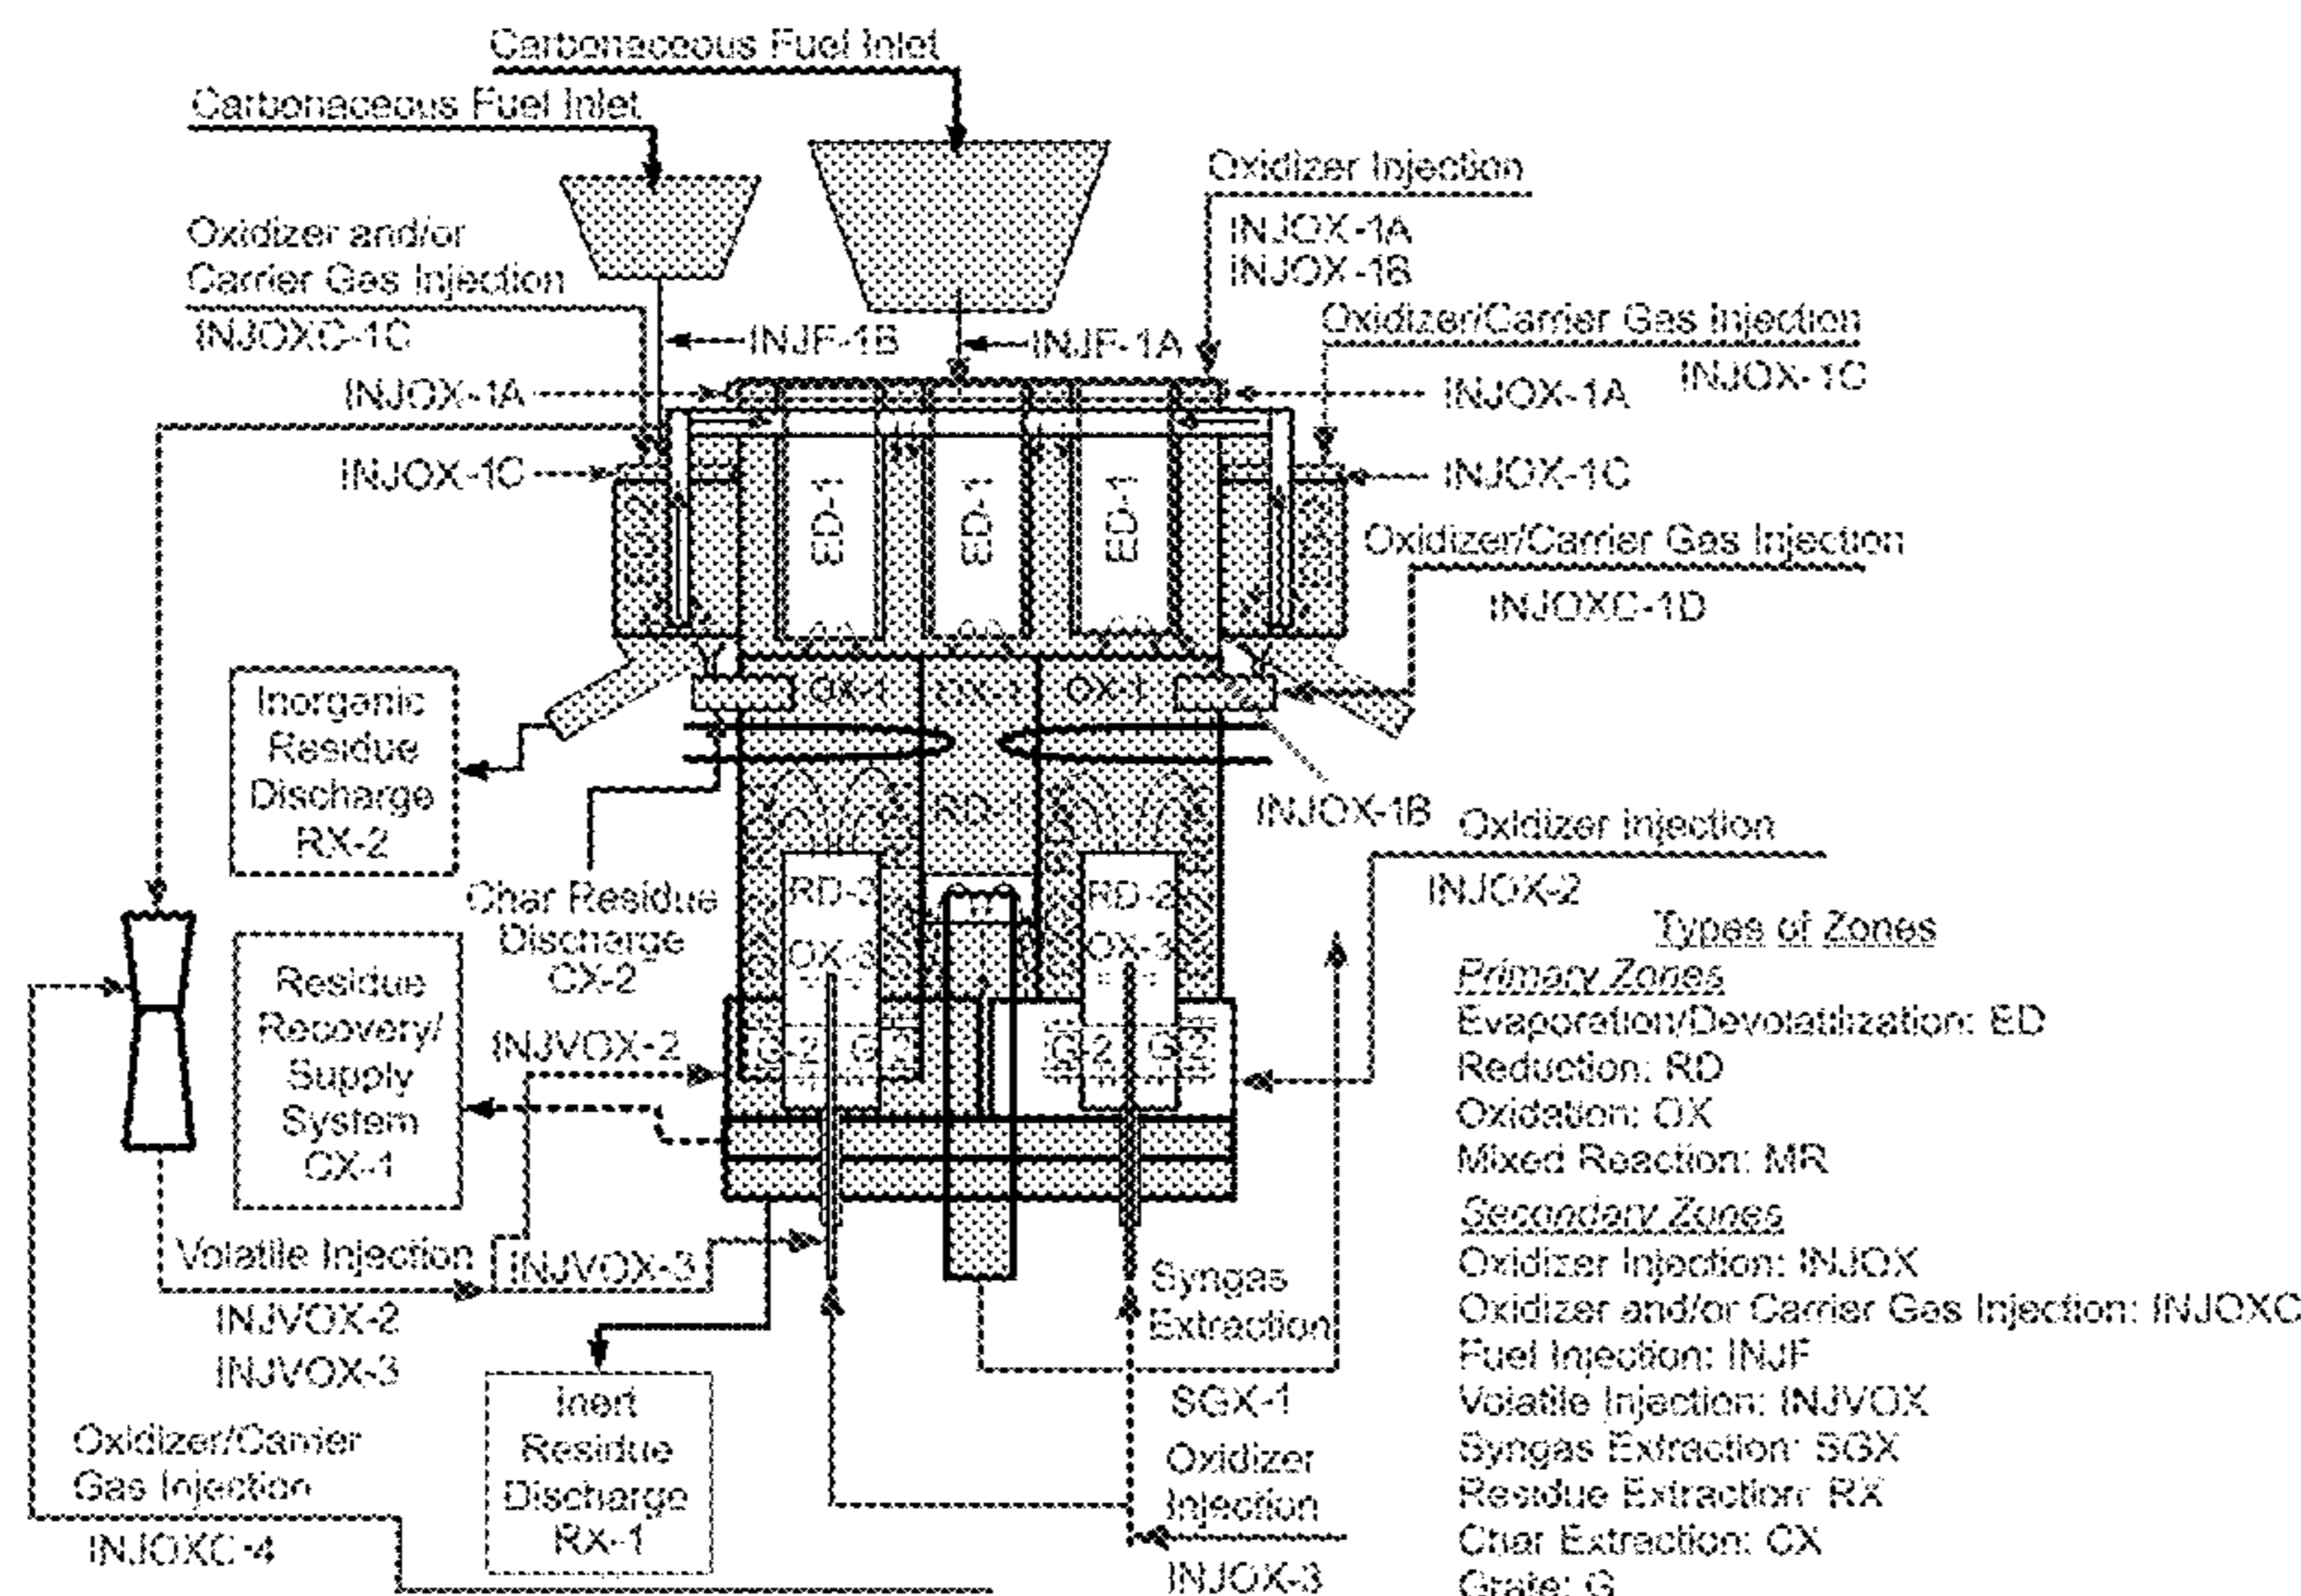 Carbonaceous Fuel Inlet
Carbonaceous Fuel Inlet
Oxidizer Injection
INJOX-1A
INJOX-1B
Oxidizer and/or
Carrier Gas Injection
INJOXC-1C
INJF-1B
INJF-1A
Oxidizer/Carrier Gas Injection
INJOX-1C
INJOX-1A
INJOX-1A
INJOX-1C
INJOX-1C
ED-2
ED-1
ED-1
ED-1
Oxidizer/Carrier Gas Injection
INJOXC-1D
Inorganic
Residue
Discharge
RX-2
OX-1
OX-1
OX-1
RD-1
INJOX-1B
Oxidizer Injection
INJOX-2
Char Residue
Discharge
CX-2
RD-3
OX-3
RD-2
OX-3
Residue
Recovery/
Supply
System
CX-1
INJVOX-2
G-2
G-2
G-2
G-2
Volatile Injection
INJVOX-3
INJVOX-2
INJVOX-3
Syngas
Extraction
SGX-1
Inert
Residue
Discharge
RX-1
Oxidizer
Injection
INJOX-3
Oxidizer/Carrier
Gas Injection
INJOXC-4
Types of Zones
Primary Zones
Evaporation/Devolatilization: ED
Reduction: RD
Oxidation: OX
Mixed Reaction: MR
Secondary Zones
Oxidizer Injection: INJOX
Oxidizer and/or Carrier Gas Injection: INJOXC
Fuel Injection: INJF
Volatile Injection: INJVOX
Syngas Extraction: SGX
Residue Extraction: RX
Char Extraction: CX
Grate: G